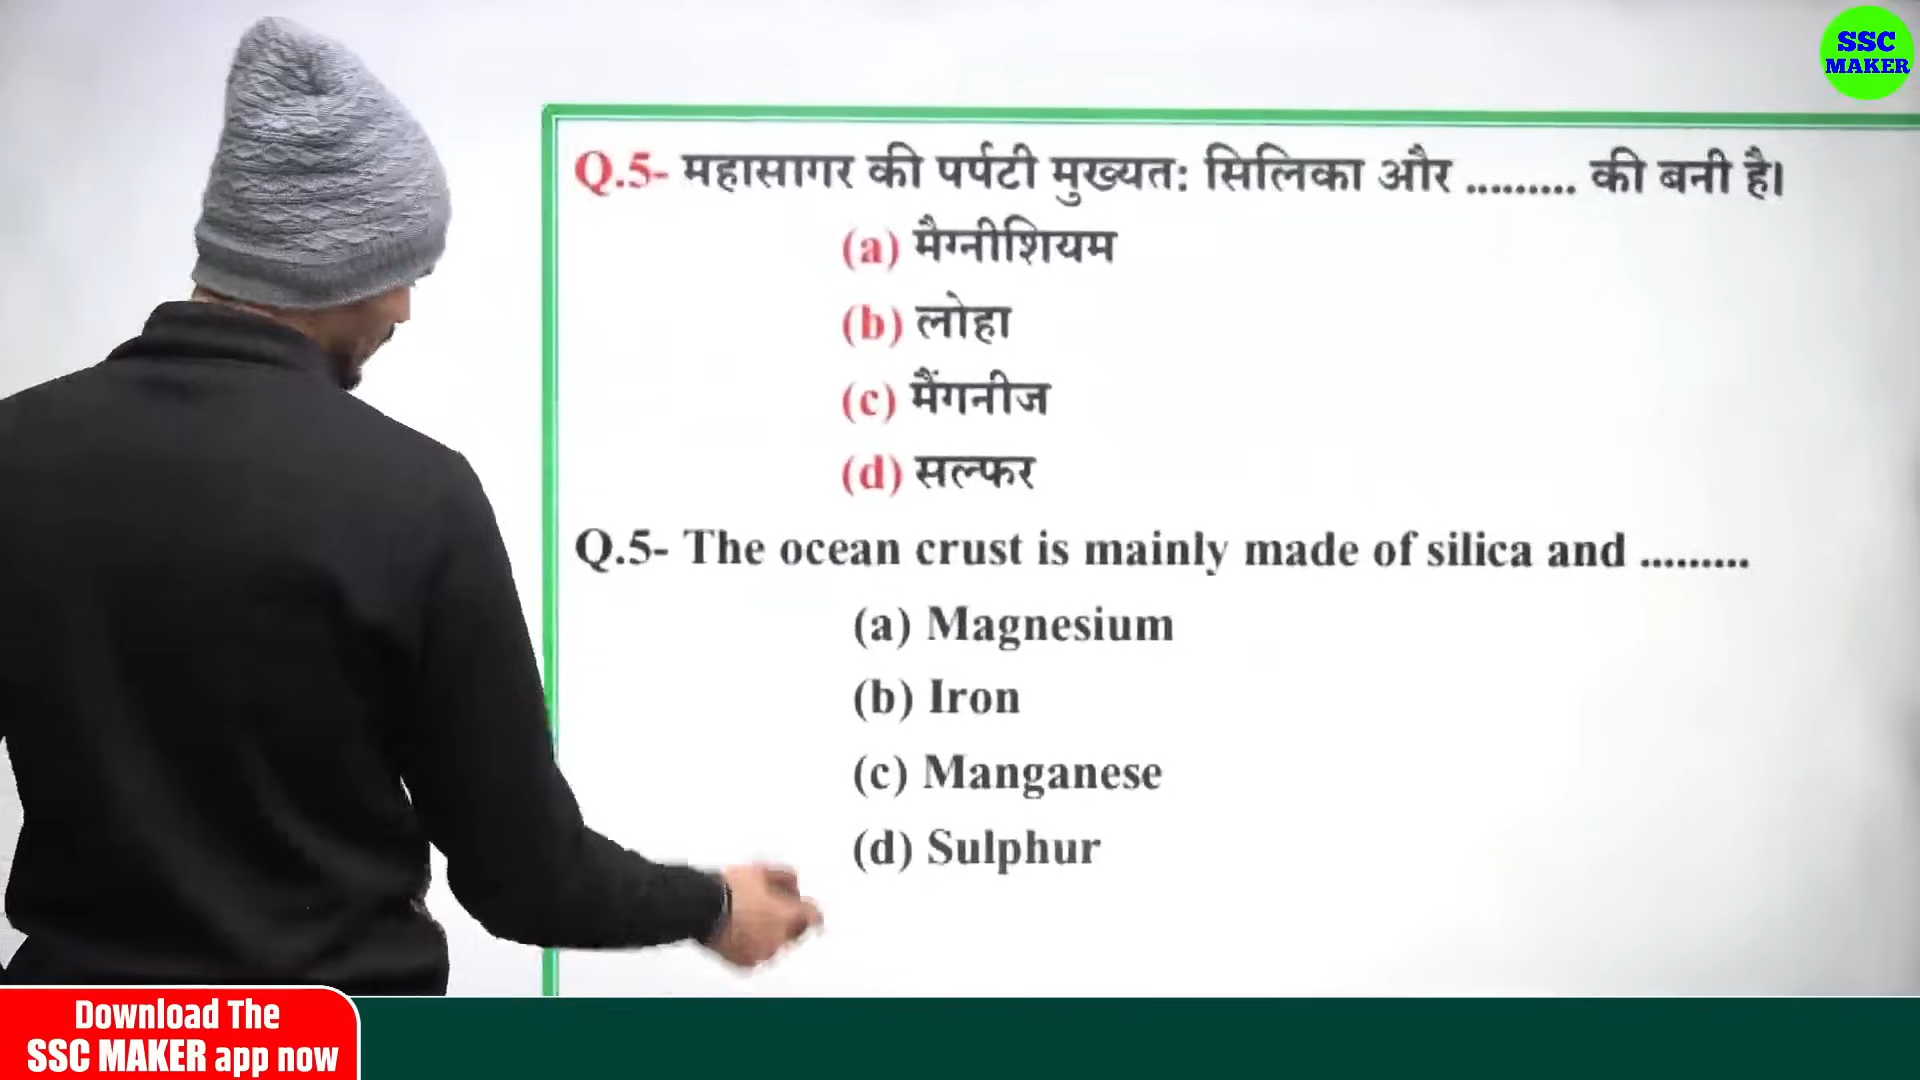 SSC
MAKER
Q.5- महासागर की पर्पटी मुख्यतः सिलिका और ......... की बनी है।
(a) मैग्नीशियम
(b) लोहा
(c) मैंगनीज
(d) सल्फर
Q.5- The ocean crust is mainly made of silica and .........
(a) Magnesium
(b) Iron
(c) Manganese
(d) Sulphur
Download The
SSC MAKER app now